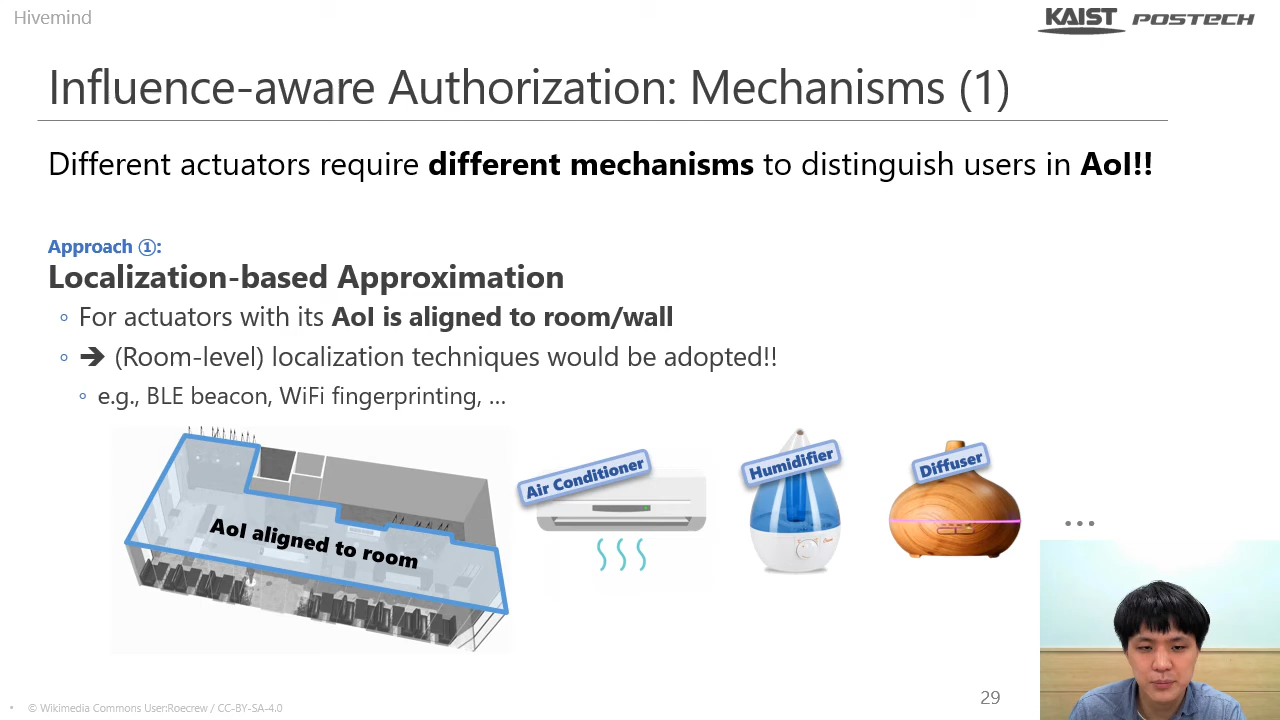 Hivemind
KAIST POSTECH
Influence-aware Authorization: Mechanisms (1)
Different actuators require different mechanisms to distinguish users in AoI!!
Approach ①:
Localization-based Approximation
◦ For actuators with its AoI is aligned to room/wall
◦ ➔ (Room-level) localization techniques would be adopted!!
◦ e.g., BLE beacon, WiFi fingerprinting, ...
AoI aligned to room
Air Conditioner
Humidifier
Diffuser
...
29
• © Wikimedia Commons User:Roecrew / CC-BY-SA-4.0